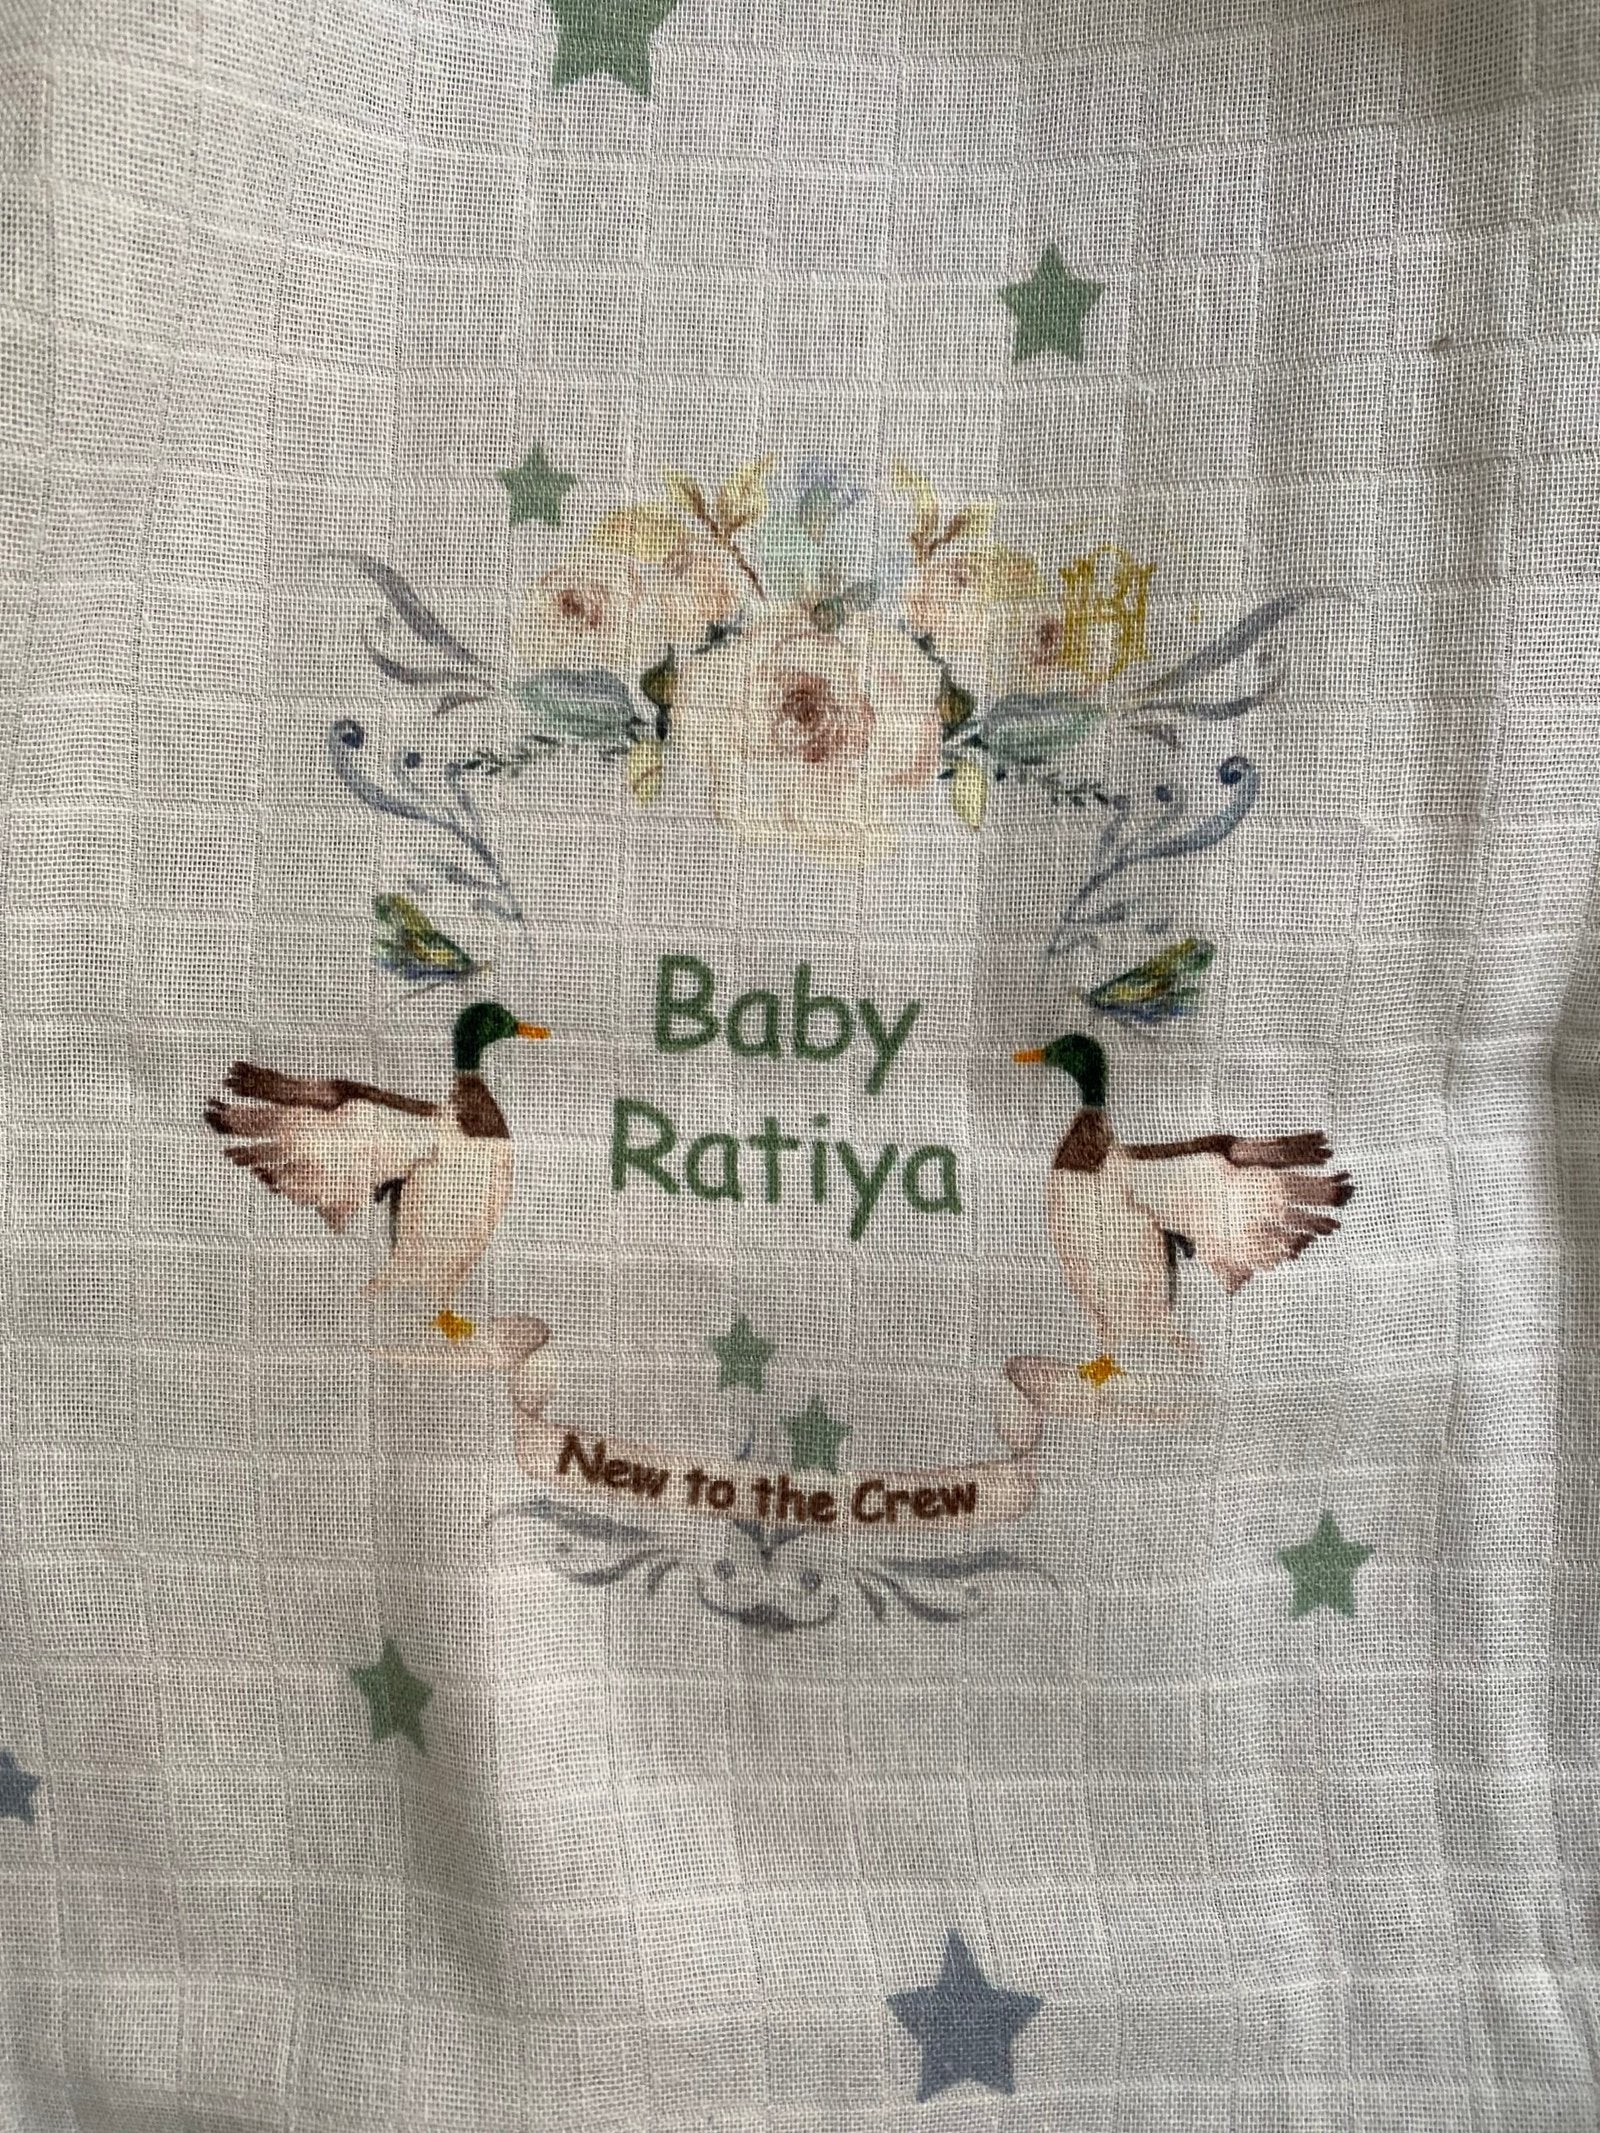 Baby
Ratiya
New to the Crew